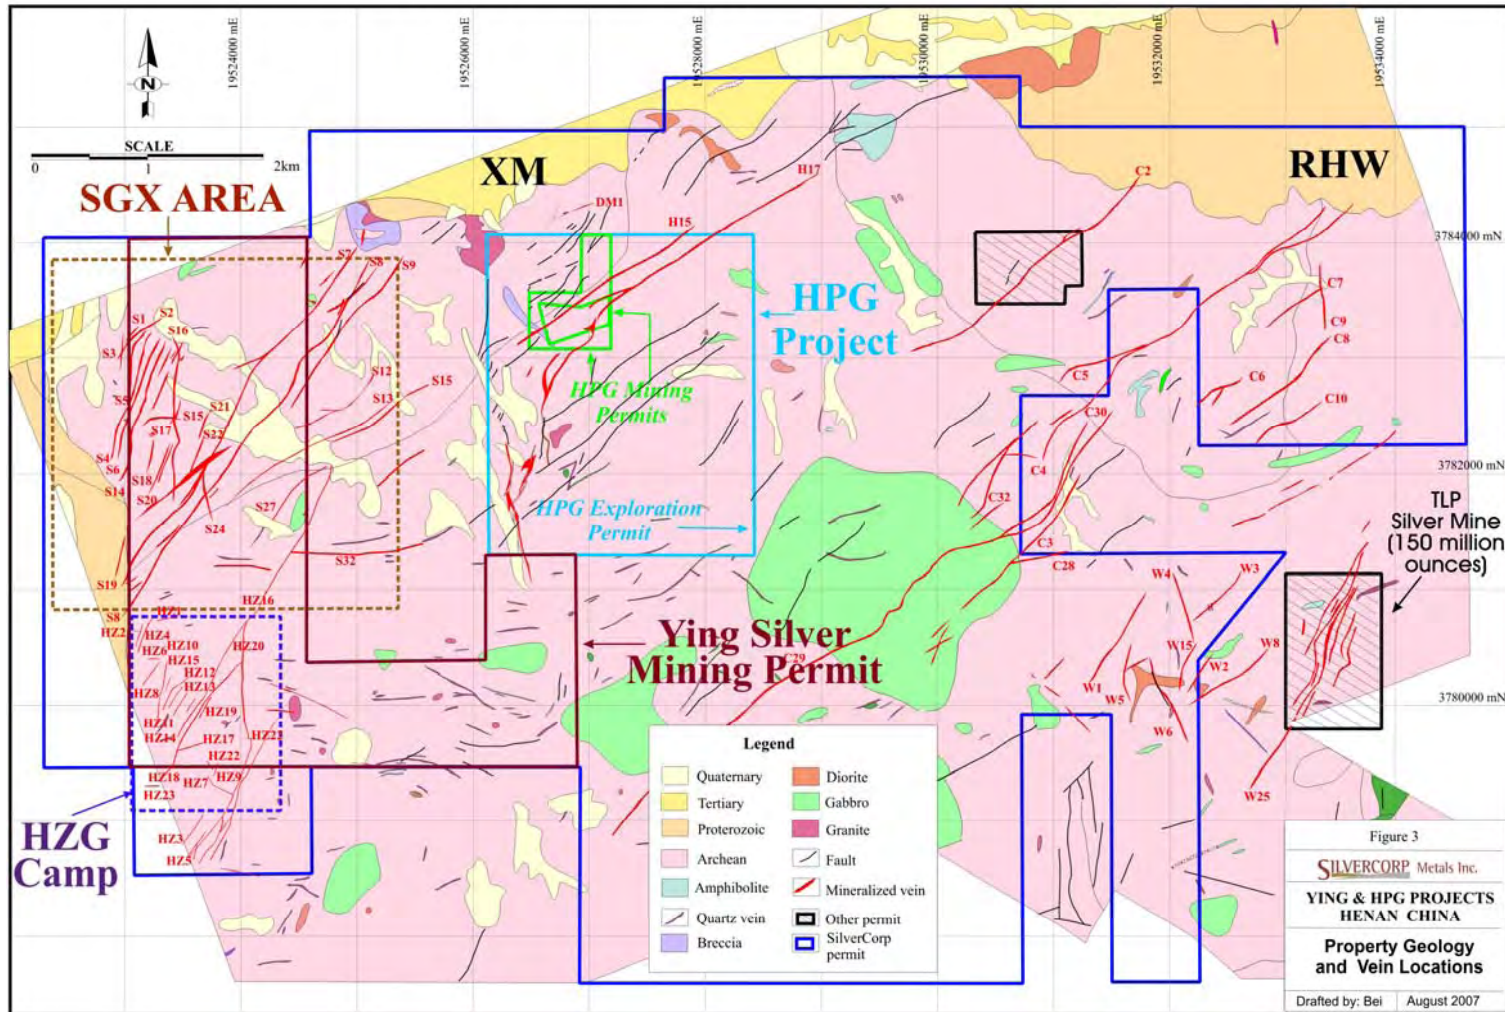 19524000 mE
19526000 mE
19528000 mE
19530000 mE
19532000 mE
19534000 mE
N
SCALE
0
1
2km
XM
RHW
SGX AREA
DM1
H17
H15
C2
3784000 mN
S7
S8
S9
S1
S2
S16
S3
HPG
Project
C7
C9
C8
S12
S15
S13
C5
C6
HPG Mining
Permits
S5
S21
S15
C30
C10
S17
S22
S4
S6
S18
S14
S20
C4
3782000 mN
C32
S27
S24
HPG Exploration
Permit
TLP
Silver Mine
(150 million
ounces)
C3
C28
S32
S19
W4
W3
HZ16
S8
HZ1
HZ2
HZ4
HZ6
HZ10
HZ15
HZ20
HZ12
HZ13
HZ8
Ying Silver
Mining Permit
C29
W15
W2
W8
W1
W5
3780000 mN
HZ19
HZ11
HZ14
HZ17
HZ21
HZ22
W6
HZ18
HZ7
HZ9
HZ23
W25
HZG
Camp
HZ3
HZ5
Legend
Quaternary
Diorite
Tertiary
Gabbro
Proterozoic
Granite
Archean
Fault
Amphibolite
Mineralized vein
Quartz vein
Other permit
Breccia
SilverCorp
permit
Figure 3
SILVERCORP Metals Inc.
YING & HPG PROJECTS
HENAN CHINA
Property Geology
and Vein Locations
Drafted by: Bei
August 2007